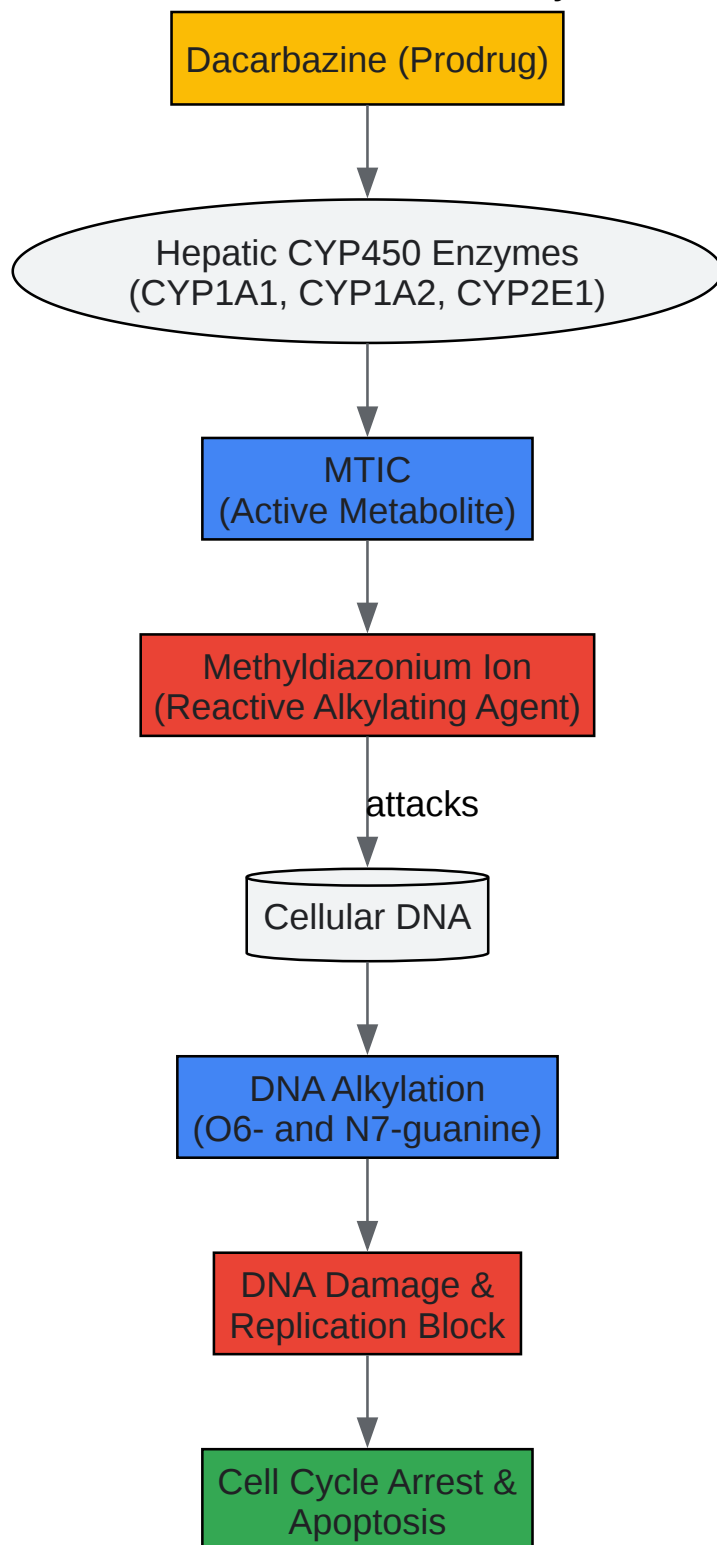 Dacarbazine (Prodrug)
Hepatic CYP450 Enzymes
(CYP1A1, CYP1A2, CYP2E1)
MTIC
(Active Metabolite)
Methyldiazonium Ion
(Reactive Alkylating Agent)
attacks
Cellular DNA
DNA Alkylation
(O6- and N7-guanine)
DNA Damage &
Replication Block
Cell Cycle Arrest &
Apoptosis